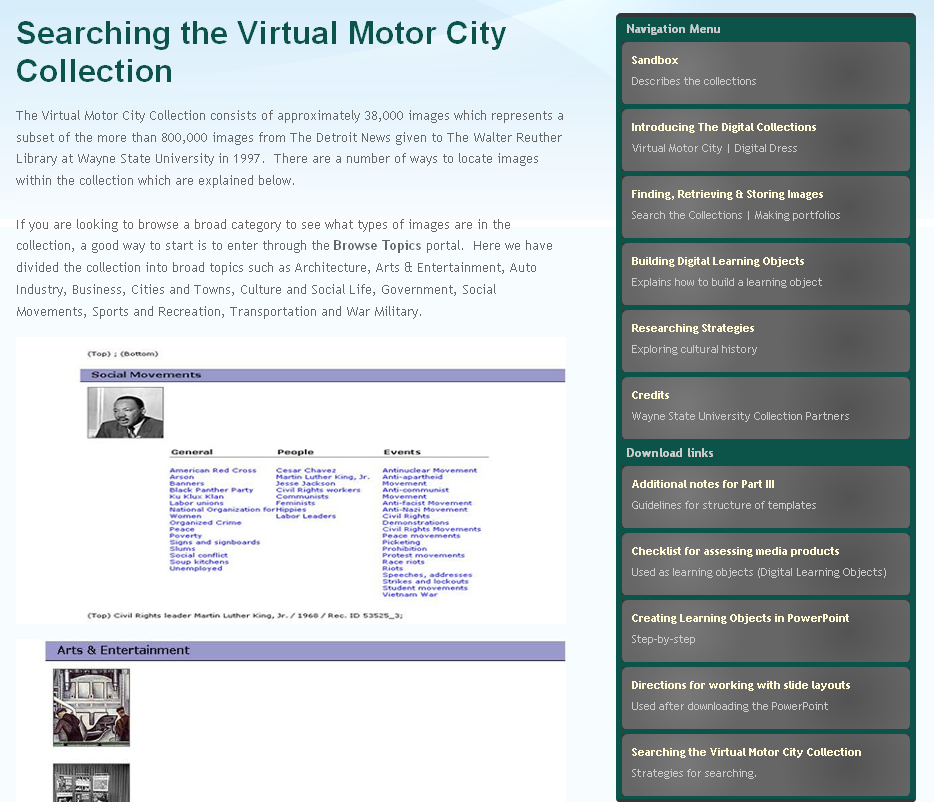 Searching the Virtual Motor City
Collection
The Virtual Motor City Collection consists of approximately 38,000 images which represents a
subset of the more than 800,000 images from The Detroit News given to The Walter Reuther
Library at Wayne State University in 1997.  There are a number of ways to locate images
within the collection which are explained below.
If you are looking to browse a broad category to see what types of images are in the
collection, a good way to start is to enter through the Browse Topics portal.  Here we have
divided the collection into broad topics such as Architecture, Arts & Entertainment, Auto
Industry, Business, Cities and Towns, Culture and Social Life, Government, Social
Movements, Sports and Recreation, Transportation and War Military.
(Top) ; (Bottom)
Social Movements
General
American Red Cross
Arson
Banners
Black Panther Party
Ku Klux Klan
Labor unions
National Organization for
Women
Organized Crime
Peace
Poverty
Signs and signboards
Slums
Social conflict
Soup kitchens
Unemployed
People
Cesar Chavez
Martin Luther King, Jr.
Jesse Jackson
Civil Rights workers
Communists
Feminists
Hippies
Labor Leaders
Events
Antinuclear Movement
Anti-apartheid
Movement
Anti-communist
Movement
Anti-facist Movement
Anti-Nazi Movement
Civil Rights
Demonstrations
Civil Rights Movements
Peace movements
Picketing
Prohibition
Protest movements
Race riots
Riots
Speeches, addresses
Strikes and lockouts
Student movements
Vietnam War
(Top) Civil Rights leader Martin Luther King, Jr. / 1968 / Rec. ID 53525_3;
Arts & Entertainment
Navigation Menu
Sandbox
Describes the collections
Introducing The Digital Collections
Virtual Motor City | Digital Dress
Finding, Retrieving & Storing Images
Search the Collections | Making portfolios
Building Digital Learning Objects
Explains how to build a learning object
Researching Strategies
Exploring cultural history
Credits
Wayne State University Collection Partners
Download links
Additional notes for Part III
Guidelines for structure of templates
Checklist for assessing media products
Used as learning objects (Digital Learning Objects)
Creating Learning Objects in PowerPoint
Step-by-step
Directions for working with slide layouts
Used after downloading the PowerPoint
Searching the Virtual Motor City Collection
Strategies for searching.